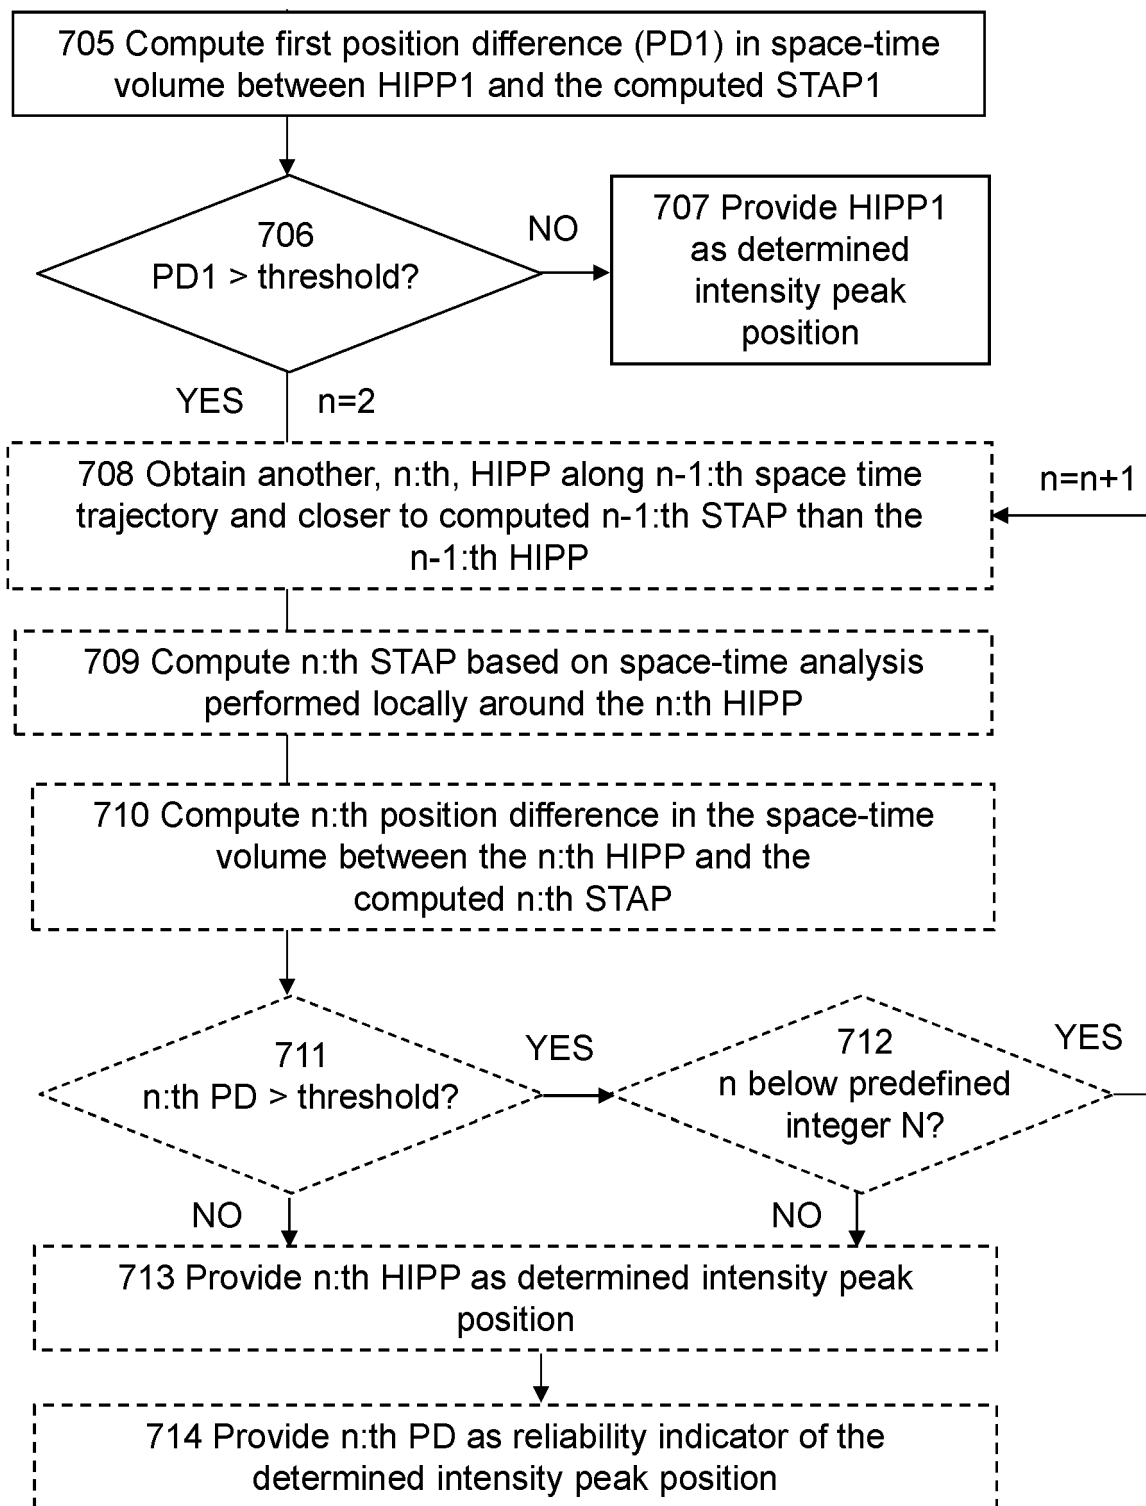 705 Compute first position difference (PD1) in space-time
volume between HIPP1 and the computed STAP1
706
PD1 > threshold?
NO
707 Provide HIPP1
as determined
intensity peak
position
YES
n=2
708 Obtain another, n:th, HIPP along n-1:th space time
trajectory and closer to computed n-1:th STAP than the
n-1:th HIPP
n=n+1
709 Compute n:th STAP based on space-time analysis
performed locally around the n:th HIPP
710 Compute n:th position difference in the space-time
volume between the n:th HIPP and the
computed n:th STAP
711
n:th PD > threshold?
YES
712
n below predefined
integer N?
YES
NO
NO
713 Provide n:th HIPP as determined intensity peak
position
714 Provide n:th PD as reliability indicator of the
determined intensity peak position